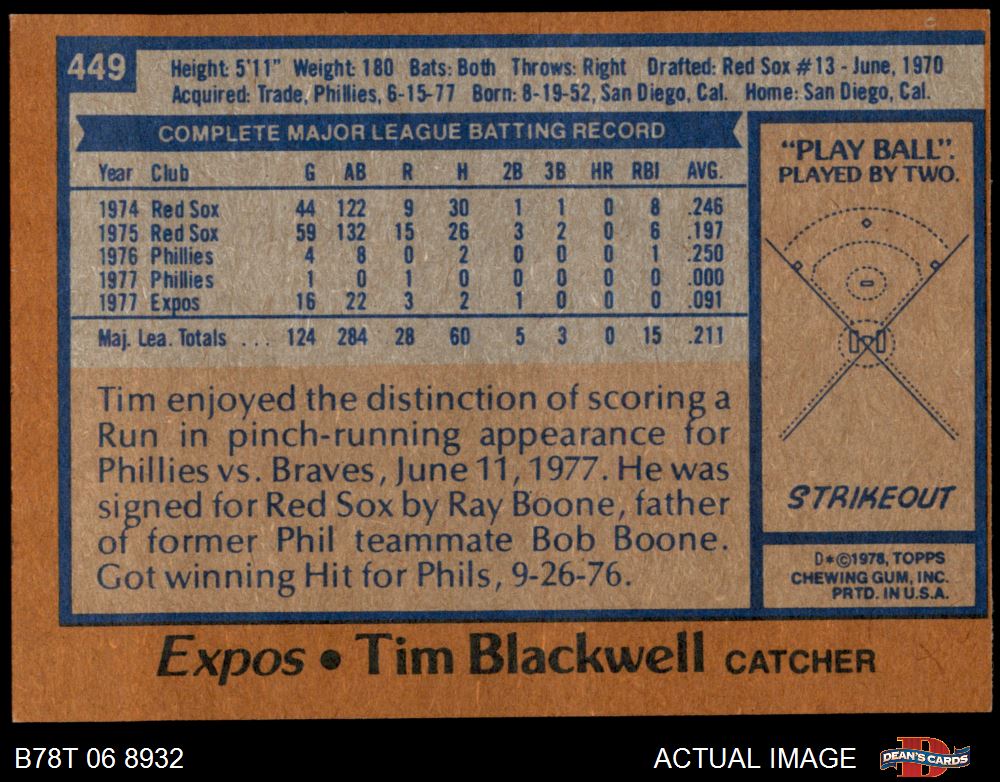 449
Height: 5'11" Weight: 180 Bats: Both Throws: Right Drafted: Red Sox #13 - June, 1970
Acquired: Trade, Phillies, 6-15-77 Born: 8-19-52, San Diego, Cal. Home: San Diego, Cal.
COMPLETE MAJOR LEAGUE BATTING RECORD
Year Club G AB R H 2B 3B HR RBI AVG.
1974 Red Sox 44 122 9 30 1 1 0 8 .246
1975 Red Sox 59 132 15 26 3 2 0 6 .197
1976 Phillies 4 8 0 2 0 0 0 1 .250
1977 Phillies 1 0 1 0 0 0 0 0 .000
1977 Expos 16 22 3 2 1 0 0 0 .091
Maj. Lea. Totals ... 124 284 28 60 5 3 0 15 .211
Tim enjoyed the distinction of scoring a
Run in pinch-running appearance for
Phillies vs. Braves, June 11, 1977. He was
signed for Red Sox by Ray Boone, father
of former Phil teammate Bob Boone.
Got winning Hit for Phils, 9-26-76.
"PLAY BALL".
PLAYED BY TWO.
STRIKEOUT
D*©1978, TOPPS
CHEWING GUM, INC.
PRTD. IN U.S.A.
Expos • Tim Blackwell CATCHER
B78T 06 8932
ACTUAL IMAGE
D
DEAN'S CARDS